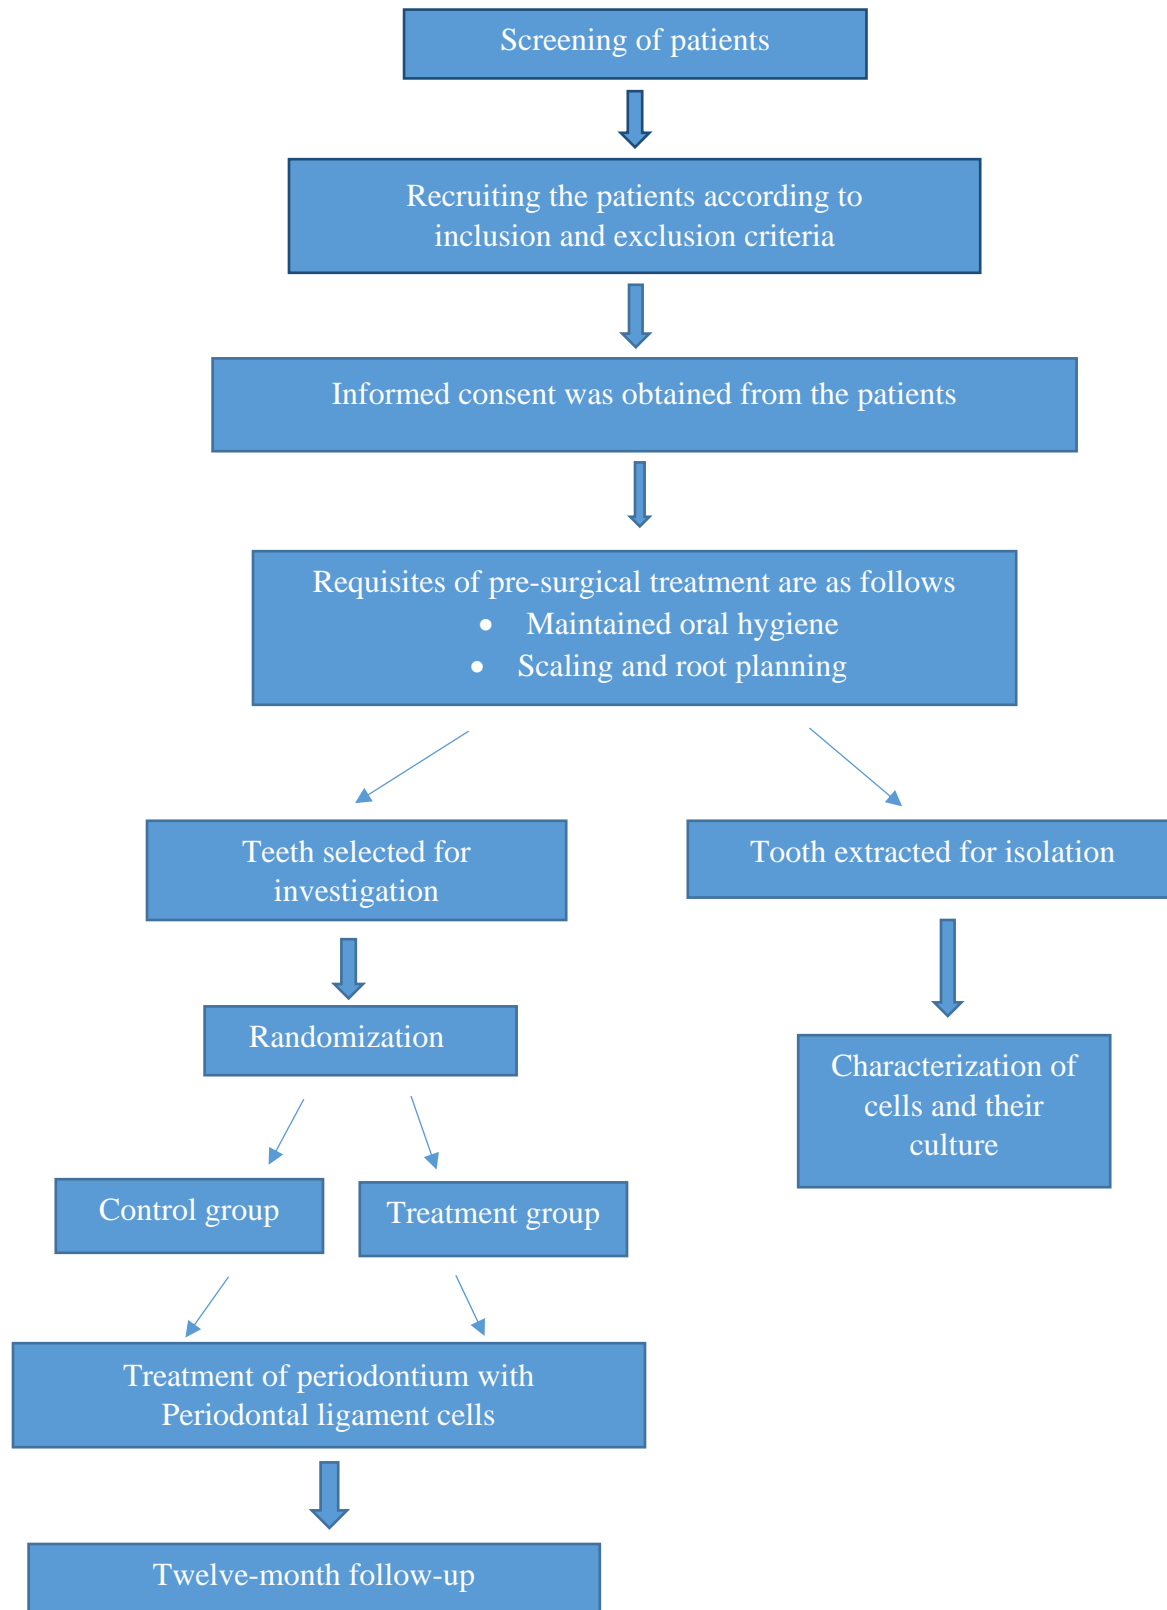 Screening of patients
Recruiting the patients according to
inclusion and exclusion criteria
Informed consent was obtained from the patients
Requisites of pre-surgical treatment are as follows
• Maintained oral hygiene
• Scaling and root planning
Teeth selected for
investigation
Tooth extracted for isolation
Randomization
Characterization of
cells and their
culture
Control group
Treatment group
Treatment of periodontium with
Periodontal ligament cells
Twelve-month follow-up